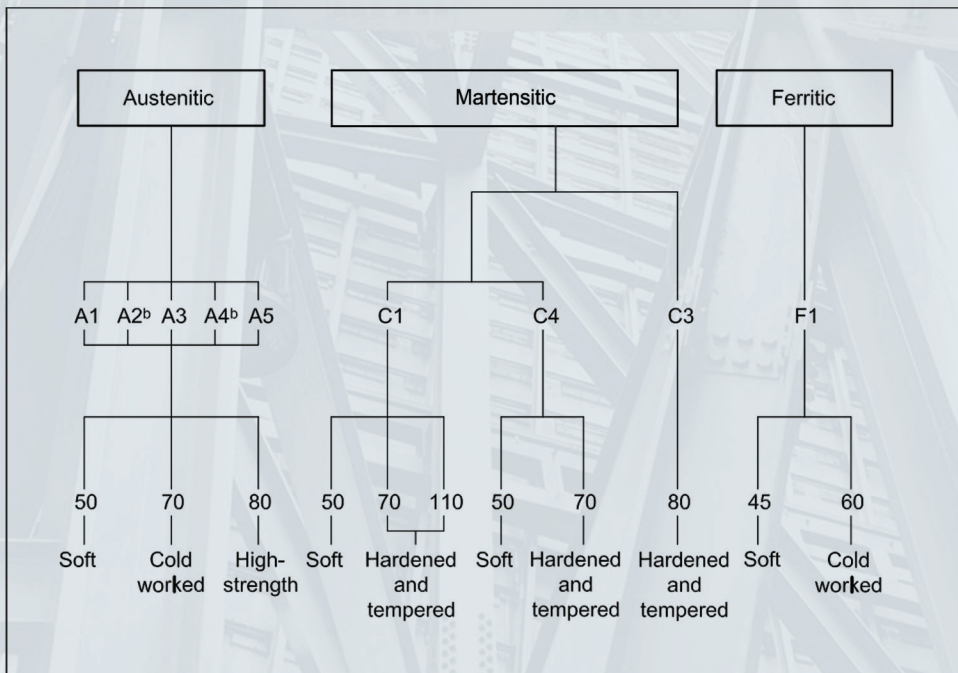 Austenitic Martensitic Ferritic
A1 A2ᵇ A3 A4ᵇ A5 C1 C4 C3 F1
50 70 80 50 70 110 50 70 80 45 60
Soft Cold worked High-strength Soft Hardened and tempered Soft Hardened and tempered Hardened and tempered Soft Cold worked